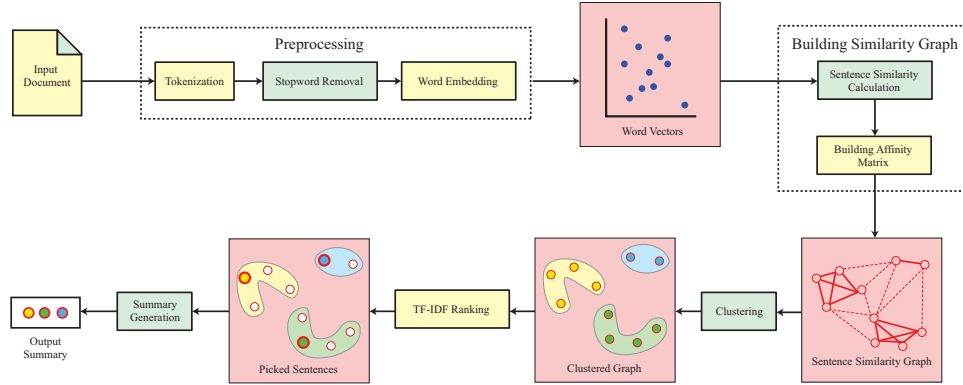 Input
Document
Preprocessing
Tokenization
Stopword Removal
Word Embedding
Word Vectors
Building Similarity Graph
Sentence Similarity
Calculation
Building Affinity
Matrix
Sentence Similarity Graph
Clustering
Clustered Graph
TF-IDF Ranking
Picked Sentences
Summary
Generation
Output
Summary